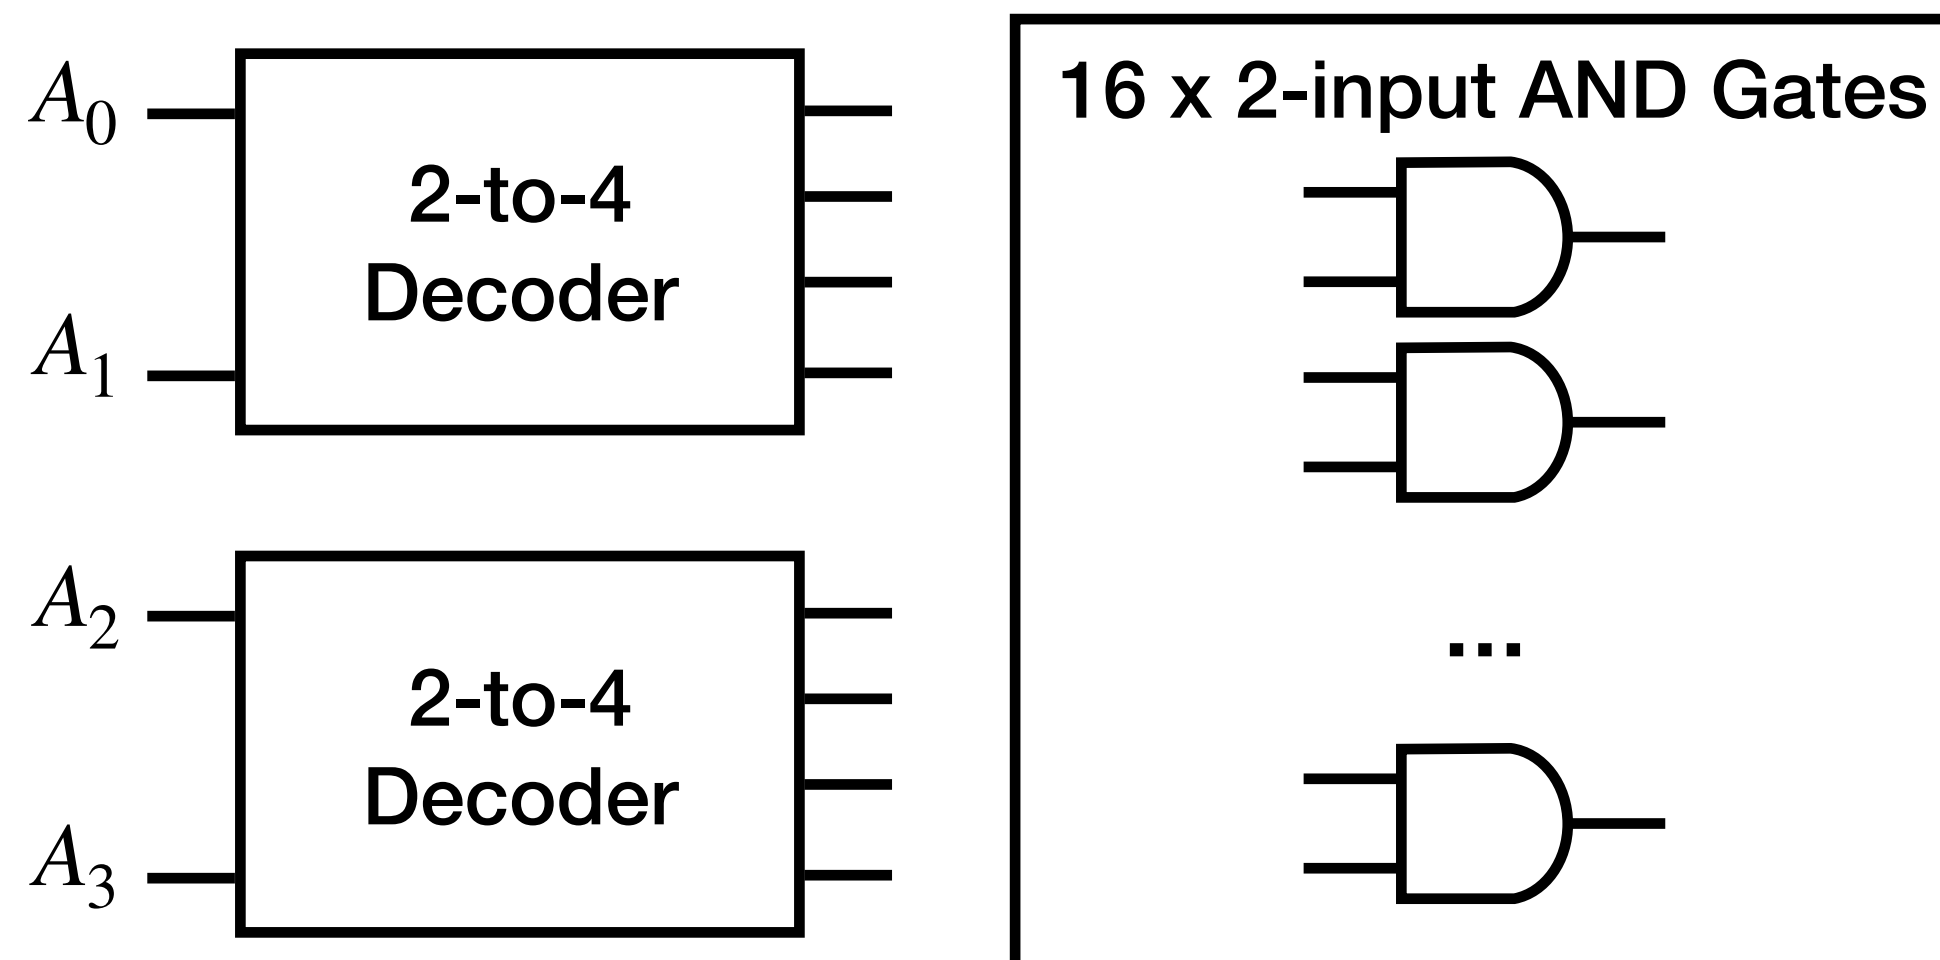 A₀
2-to-4
Decoder
A₁
A₂
2-to-4
Decoder
A₃
16 x 2-input AND Gates
...